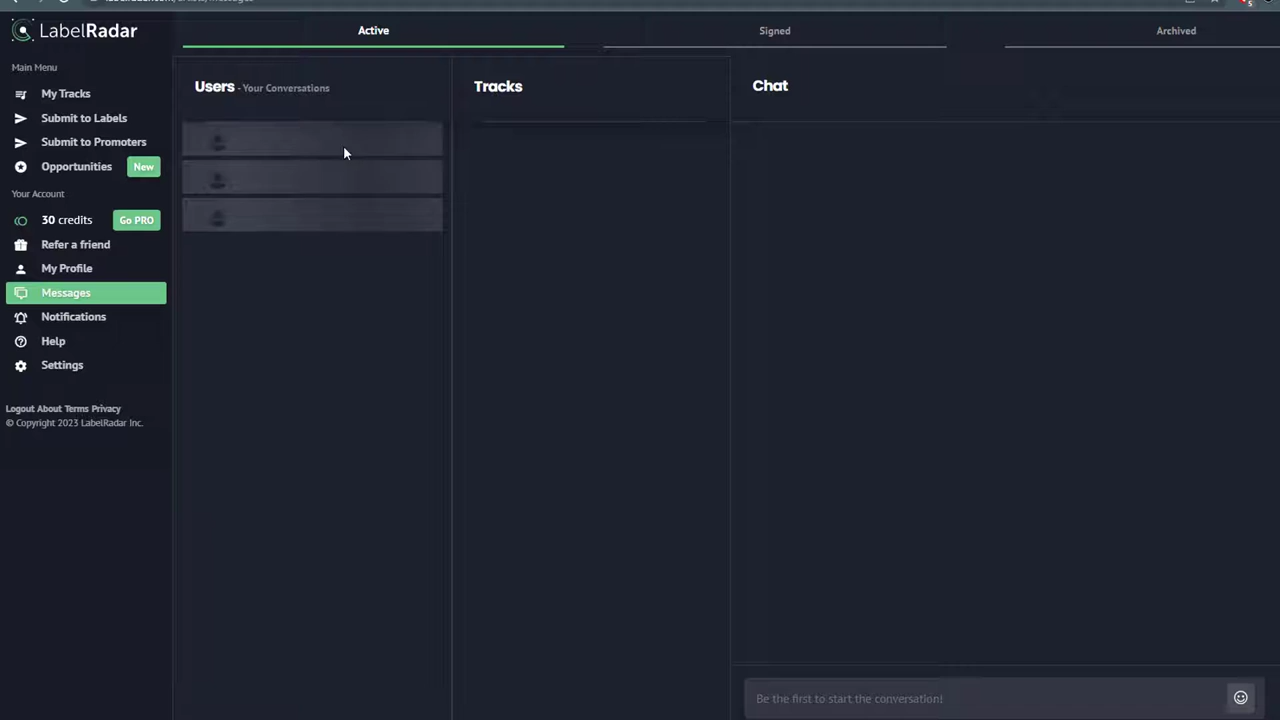 LabelRadar
Main Menu
My Tracks
Submit to Labels
Submit to Promoters
Opportunities New
Your Account
30 credits Go PRO
Refer a friend
My Profile
Messages
Notifications
Help
Settings
Logout About Terms Privacy
© Copyright 2023 LabelRadar Inc.
Active
Signed
Archived
Users - Your Conversations
Tracks
Chat
Be the first to start the conversation!